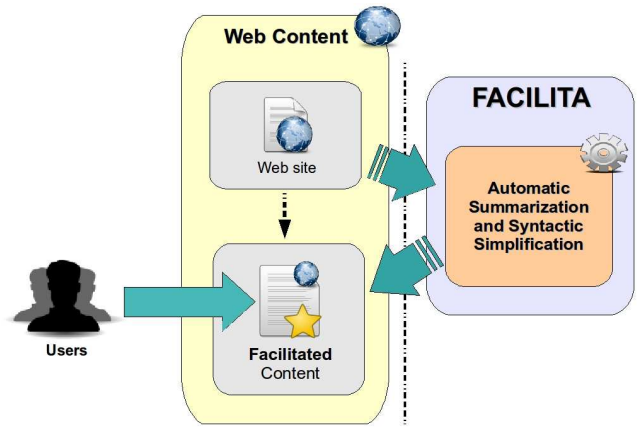 Web Content
FACILITA
Web site
Automatic
Summarization
and Syntactic
Simplification
Users
Facilitated
Content